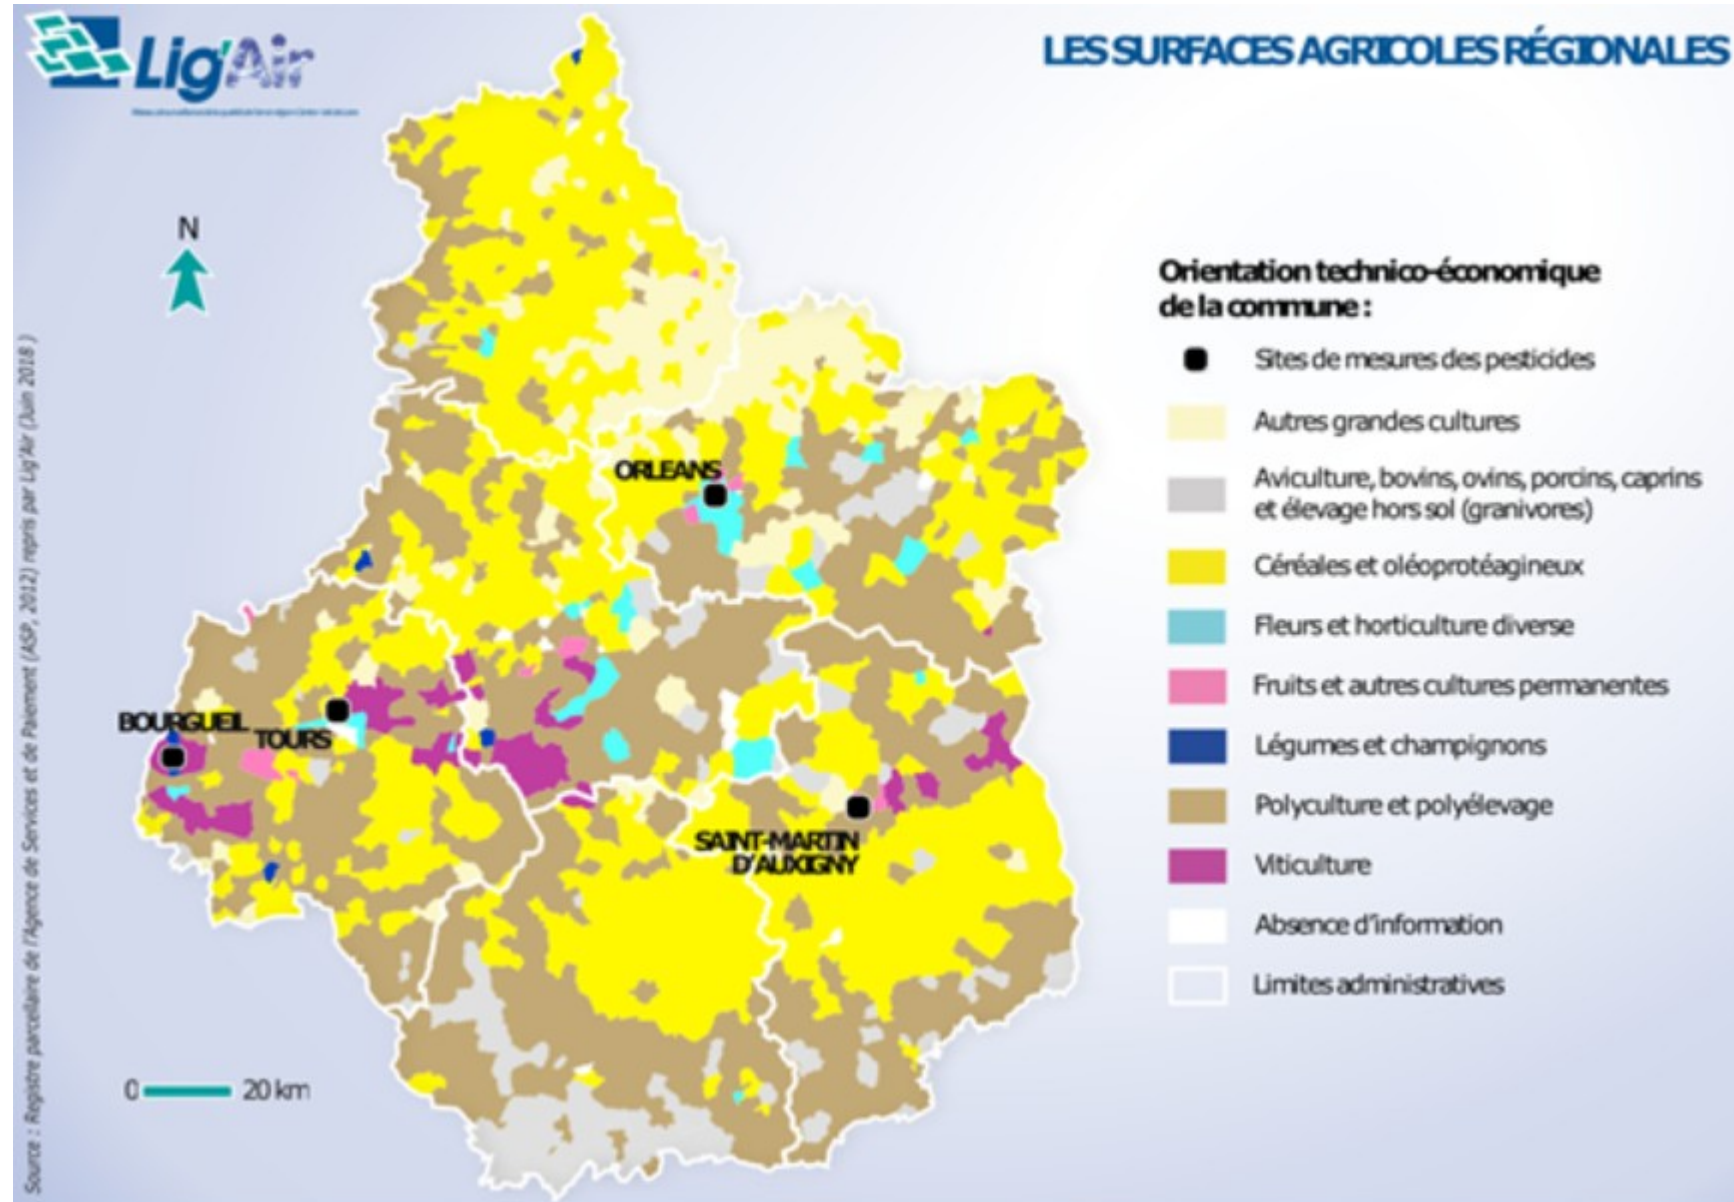 Lig'Air
LES SURFACES AGRICOLES RÉGIONALES
N
Orientation technico-économique
de la commune :
Sites de mesures des pesticides
Autres grandes cultures
Aviculture, bovins, ovins, porcins, caprins
et élevage hors sol (granivores)
Céréales et oléoprotéagineux
Fleurs et horticulture diverse
Fruits et autres cultures permanentes
Légumes et champignons
Polyculture et polyélevage
Viticulture
Absence d'information
Limites administratives
ORLEANS
BOURGUEIL
TOURS
SAINT-MARTIN
D'AUXIGNY
0 20 km
Source : Registre parcellaire de l'Agence de Services et de Paiement (ASP, 2012) repris par Lig'Air (Juin 2018 )